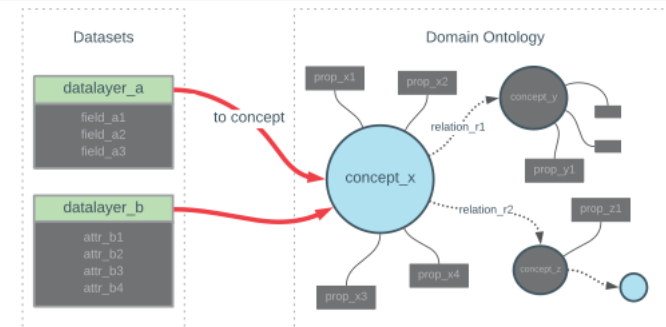 Datasets
Domain Ontology
datalayer_a
field_a1
field_a2
field_a3
to concept
datalayer_b
attr_b1
attr_b2
attr_b3
attr_b4
prop_x1
prop_x2
concept_x
prop_x3
prop_x4
relation_r1
concept_y
prop_y1
relation_r2
prop_z1
concept_z